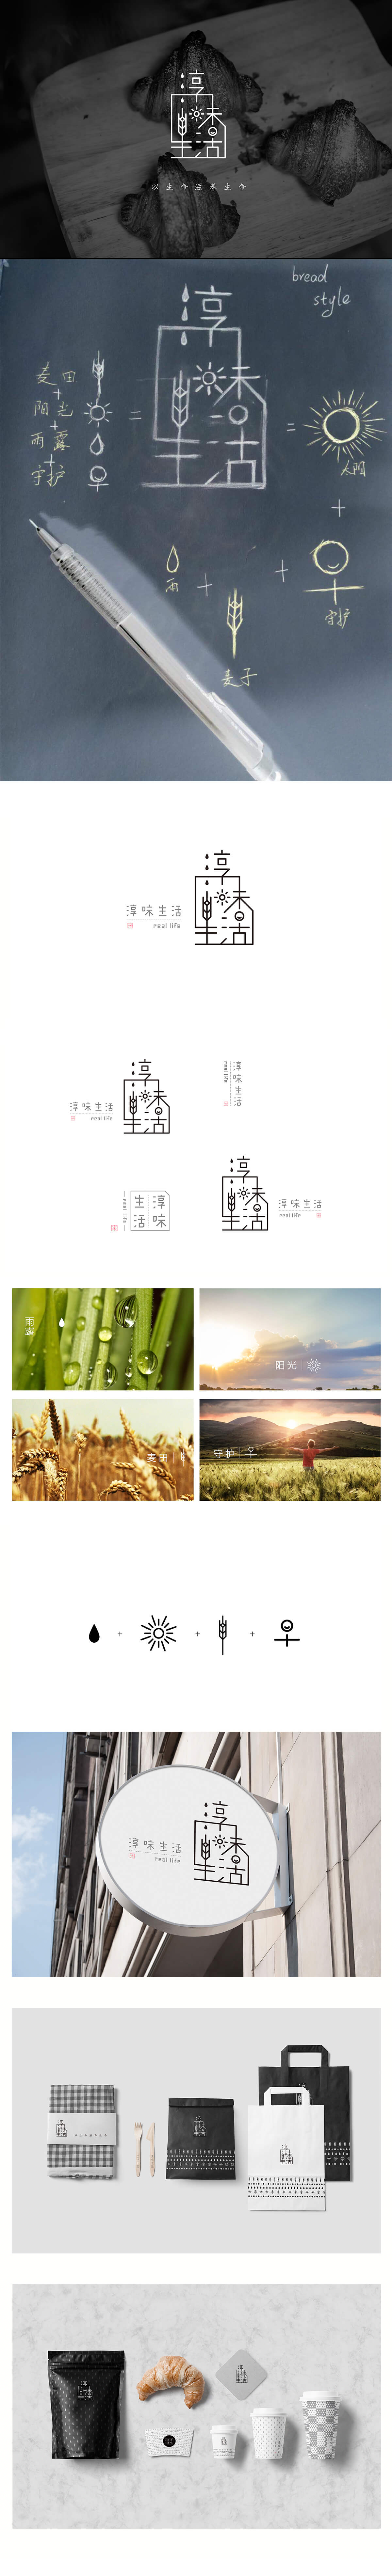 淳
味
生活
以生命滋养生命
bread
style
淳
味
生活
麦田
+
阳光
+
雨露
+
守护
=
=
太阳
+
雨
+
麦子
+
守护
淳味生活
real life
淳
味
生活
淳味生活
real life
淳
味
生活
淳味生活
real life
淳味
生活
real life
淳
味
生活
淳味生活
real life
雨露
阳光
麦田
守护
+ + +
淳味生活
real life
淳
味
生活